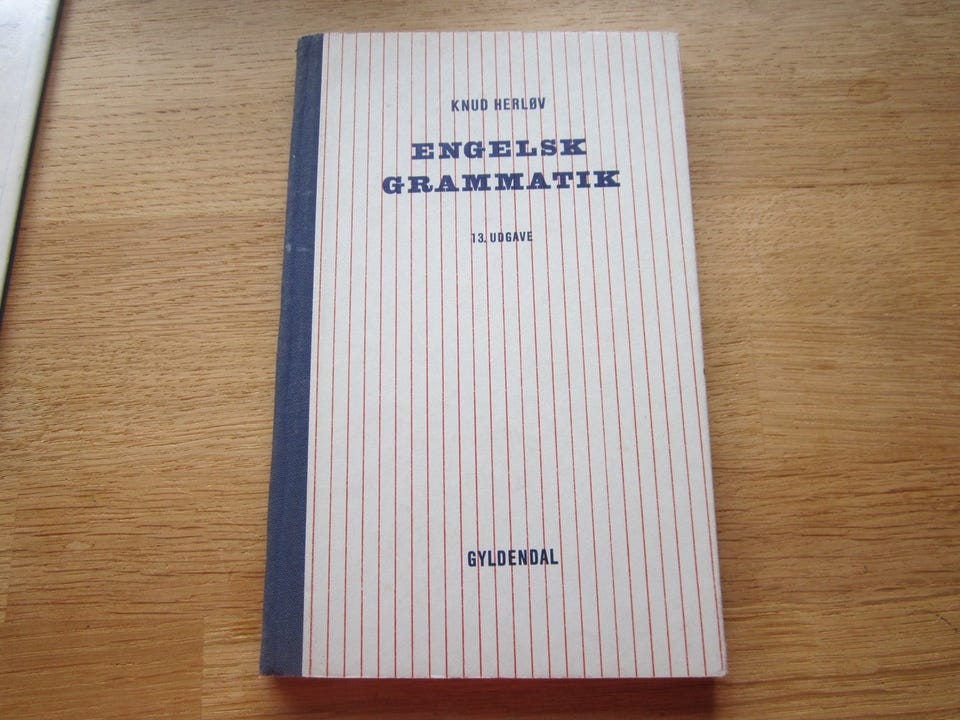 KNUD HERLØV
ENGELSK
GRAMMATIK
13. UDGAVE
GYLDENDAL